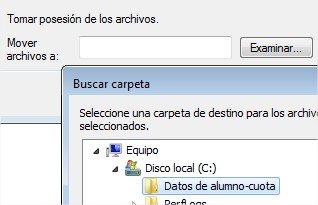 Tomar posesión de los archivos.
Mover
archivos a:
Examinar...
Buscar carpeta
Seleccione una carpeta de destino para los archivo
seleccionados.
Equipo
Disco local (C:)
Datos de alumno-cuota
PerfLogs